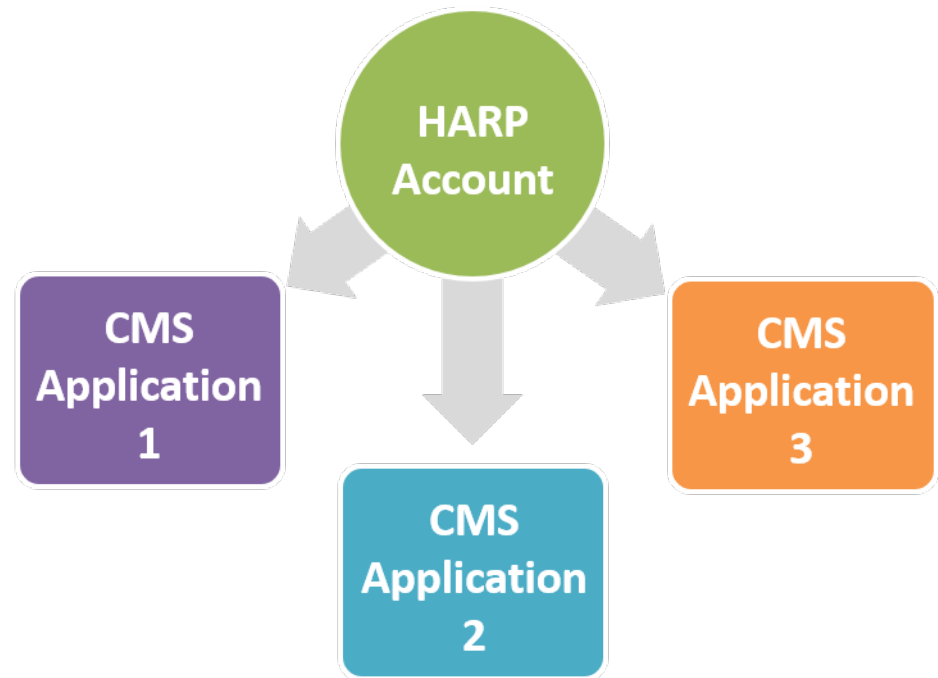 HARP
Account
CMS
Application
1
CMS
Application
2
CMS
Application
3